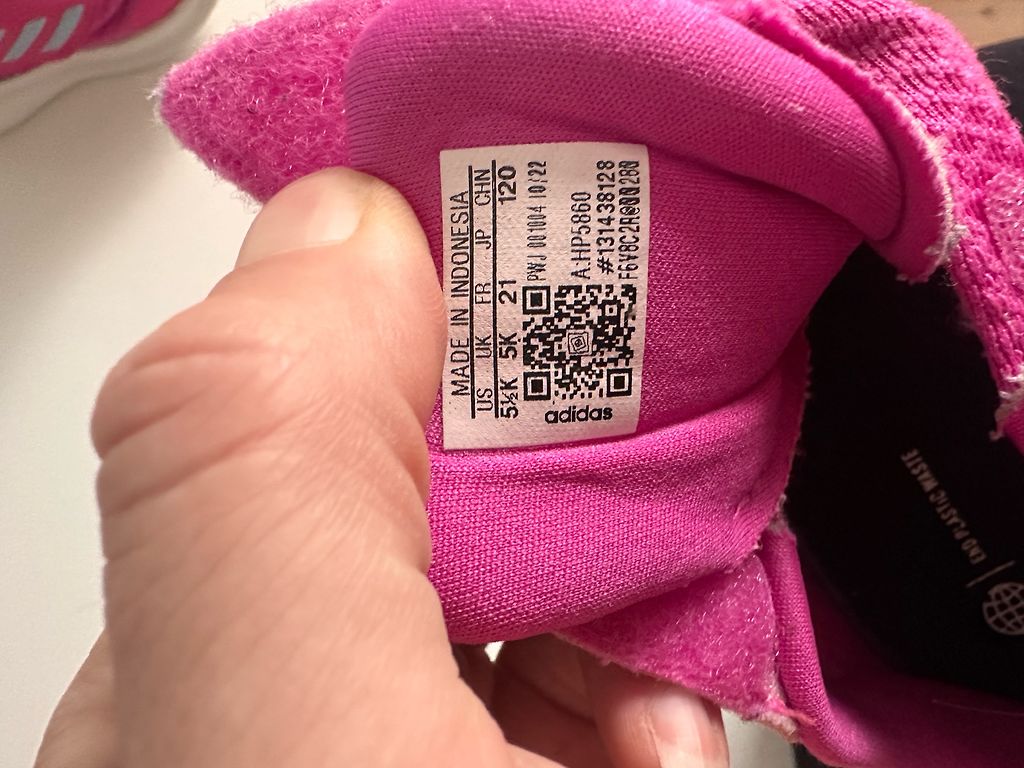 MADE IN INDONESIA
US UK FR JP CHN
5½K 5K 21 120
PWJ 001004 10/22
A:HP5860
#131438128
adidas
END PLASTIC WASTE